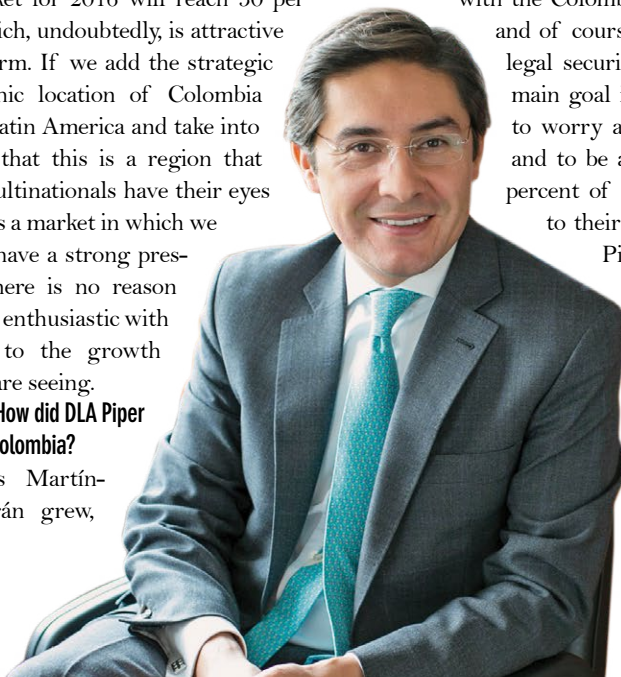 for 2016 will reach 30 per
ich, undoubtedly, is attractive
rm. If we add the strategic
nic location of Colombia
atin America and take into
that this is a region that
ultinationals have their eyes
s a market in which we
have a strong pres-
here is no reason
enthusiastic with
to the growth
are seeing.
How did DLA Piper
olombia?
s Martín-
rán grew,
with the Colomb
and of cours
legal securi
main goal
to worry a
and to be a
percent of
to their
Pi